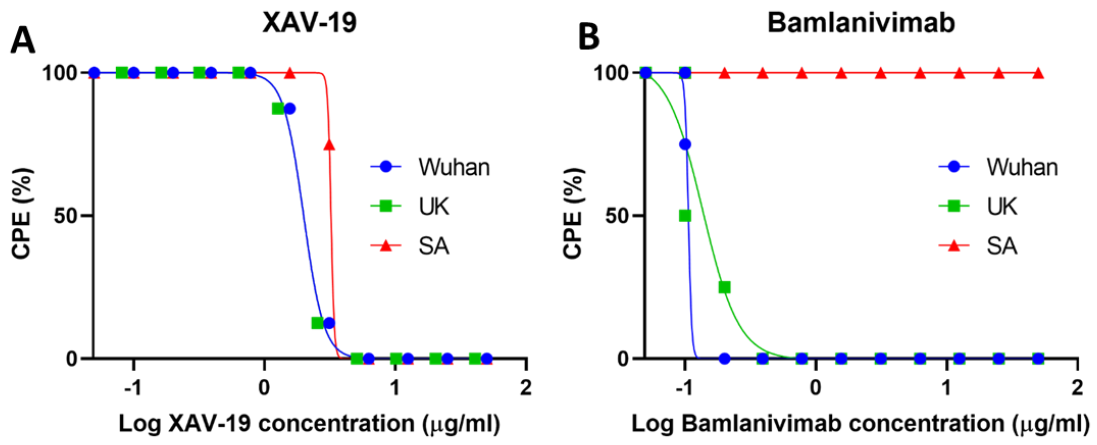 A
XAV-19
CPE (%)
100
50
0
Wuhan
UK
SA
-1 0 1 2
Log XAV-19 concentration (μg/ml)
B
Bamlanivimab
CPE (%)
100
50
0
Wuhan
UK
SA
-1 0 1 2
Log Bamlanivimab concentration (μg/ml)